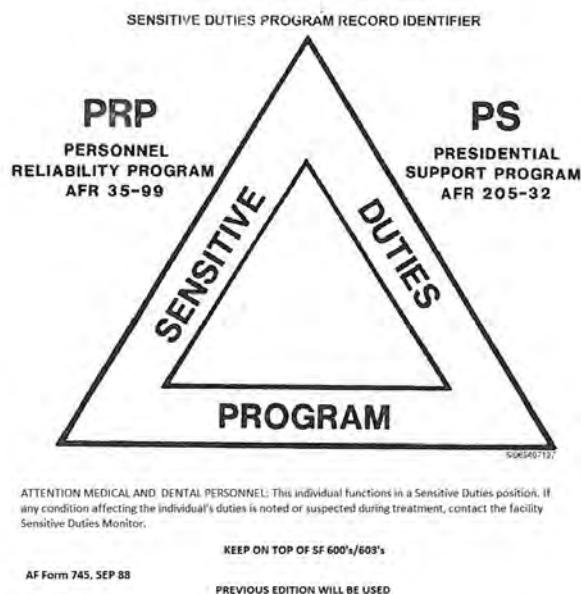 SENSITIVE DUTIES PROGRAM RECORD IDENTIFIER
PRP
PERSONNEL
RELIABILITY PROGRAM
AFR 35-99
PS
PRESIDENTIAL
SUPPORT PROGRAM
AFR 205-32
SENSITIVE
DUTIES
PROGRAM
ATTENTION MEDICAL AND DENTAL PERSONNEL: This individual functions in a Sensitive Duties position. If
any condition affecting the individual's duties is noted or suspected during treatment, contact the facility
Sensitive Duties Monitor.
KEEP ON TOP OF SF 600's/603's
AF Form 745, SEP 88
PREVIOUS EDITION WILL BE USED